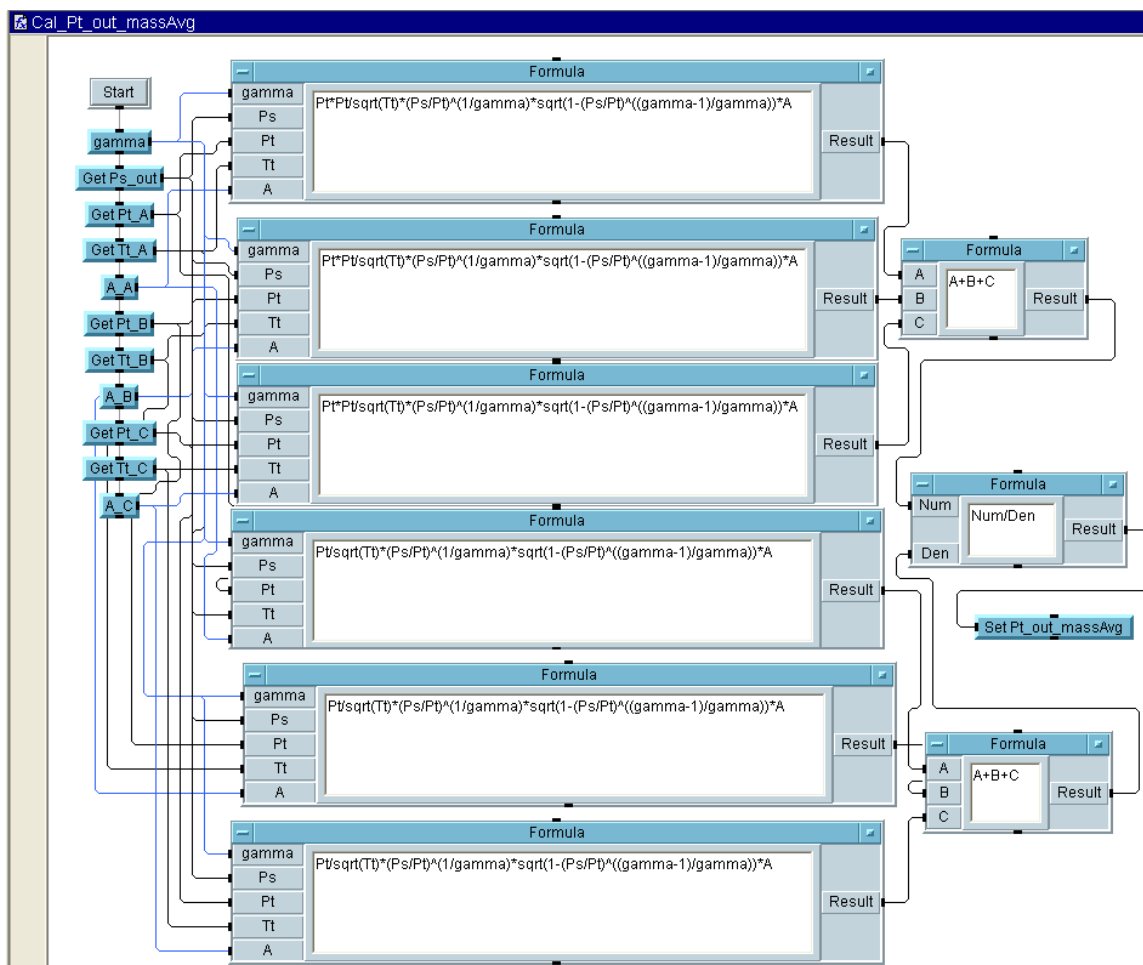 Cal_Pt_out_massAvg
Start
gamma
Get Ps_out
Get Pt_A
Get Tt_A
A_A
Get Pt_B
Get Tt_B
A_B
Get Pt_C
Get Tt_C
A_C
Formula
gamma
Ps
Pt
Tt
A
Pt*Pt/sqrt(Tt)*(Ps/Pt)^(1/gamma)*sqrt(1-(Ps/Pt)^((gamma-1)/gamma))*A
Result
Formula
gamma
Ps
Pt
Tt
A
Pt*Pt/sqrt(Tt)*(Ps/Pt)^(1/gamma)*sqrt(1-(Ps/Pt)^((gamma-1)/gamma))*A
Result
Formula
gamma
Ps
Pt
Tt
A
Pt*Pt/sqrt(Tt)*(Ps/Pt)^(1/gamma)*sqrt(1-(Ps/Pt)^((gamma-1)/gamma))*A
Result
Formula
gamma
Ps
Pt
Tt
A
Pt/sqrt(Tt)*(Ps/Pt)^(1/gamma)*sqrt(1-(Ps/Pt)^((gamma-1)/gamma))*A
Result
Formula
gamma
Ps
Pt
Tt
A
Pt/sqrt(Tt)*(Ps/Pt)^(1/gamma)*sqrt(1-(Ps/Pt)^((gamma-1)/gamma))*A
Result
Formula
gamma
Ps
Pt
Tt
A
Pt/sqrt(Tt)*(Ps/Pt)^(1/gamma)*sqrt(1-(Ps/Pt)^((gamma-1)/gamma))*A
Result
Formula
A
B
C
A+B+C
Result
Formula
Num
Den
Num/Den
Result
Set Pt_out_massAvg
Formula
A
B
C
A+B+C
Result